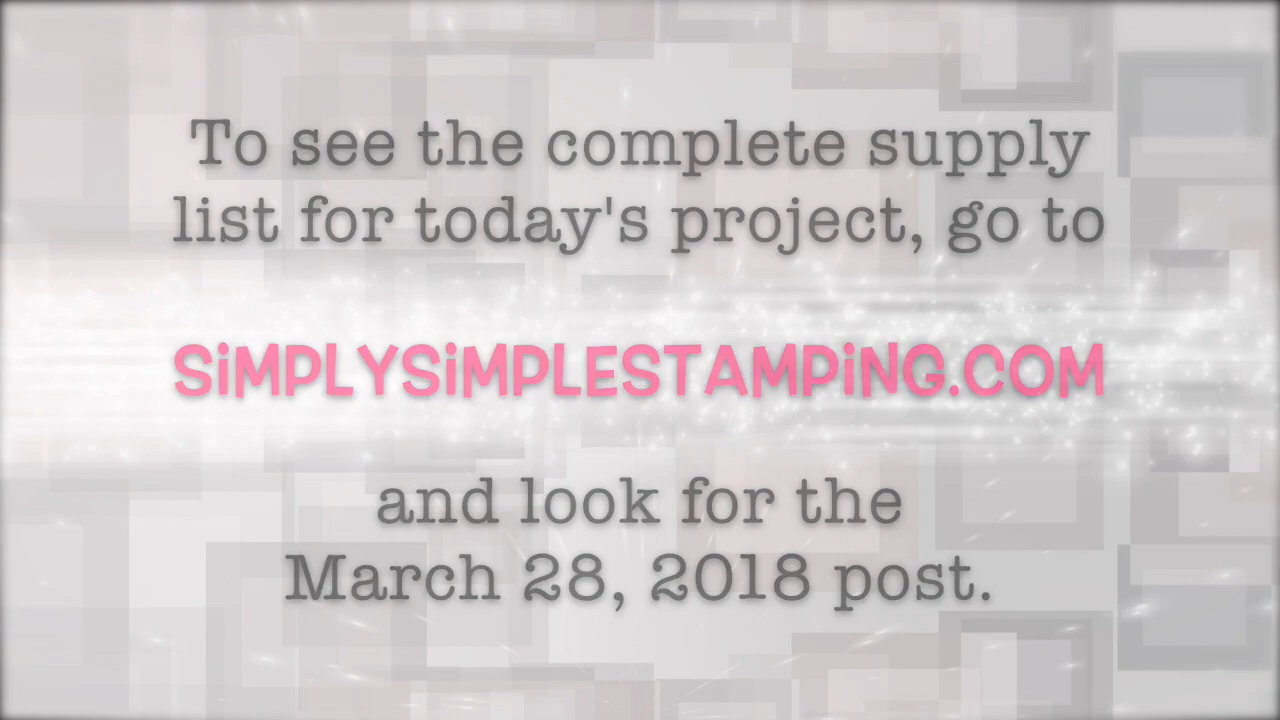 To see the complete supply
list for today's project, go to
SiMPLYSiMPLESTAMPiNG.COM
and look for the
March 28, 2018 post.